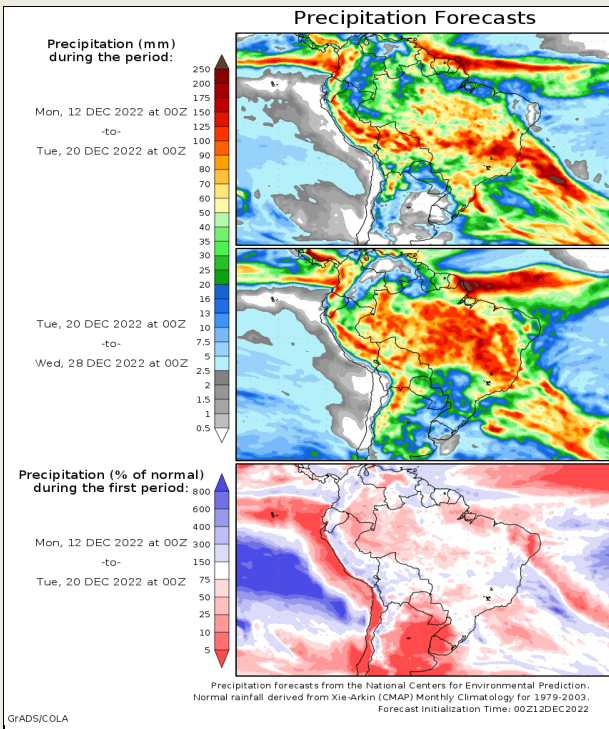 Precipitation Forecasts
Precipitation (mm)
during the period:
Mon, 12 DEC 2022 at 00Z
-to-
Tue, 20 DEC 2022 at 00Z
250
200
175
150
125
100
90
80
70
60
50
40
35
30
25
20
16
13
10
7.5
5
2.5
2
1.5
1
0.5
Tue, 20 DEC 2022 at 00Z
-to-
Wed, 28 DEC 2022 at 00Z
Precipitation (% of normal)
during the first period:
Mon, 12 DEC 2022 at 00Z
-to-
Tue, 20 DEC 2022 at 00Z
800
600
400
300
150
75
50
25
10
5
Precipitation forecasts from the National Centers for Environmental Prediction.
Normal rainfall derived from Xie-Arkin (CMAP) Monthly Climatology for 1979-2003.
Forecast Initialization Time: 00Z12DEC2022
GrADS/COLA